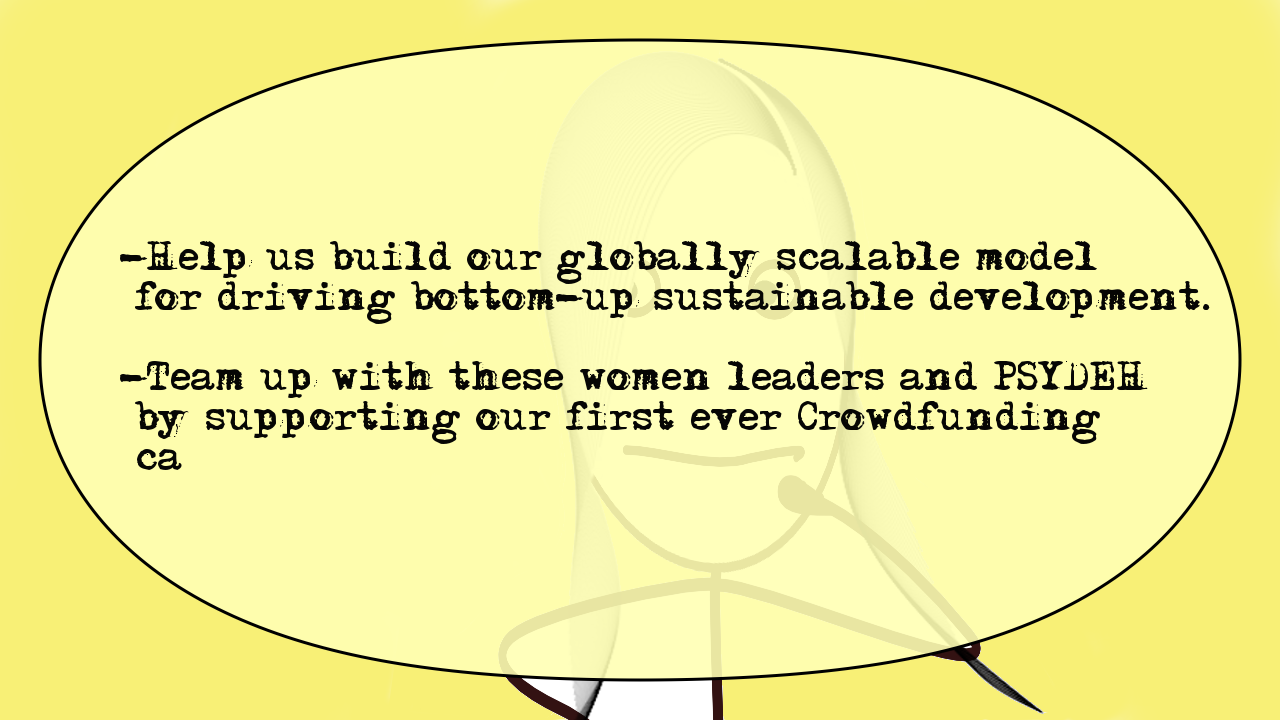 -Help us build our globally scalable model
for driving bottom-up sustainable development.
-Team up with these women leaders and PSYDEH
by supporting our first ever Crowdfunding
ca